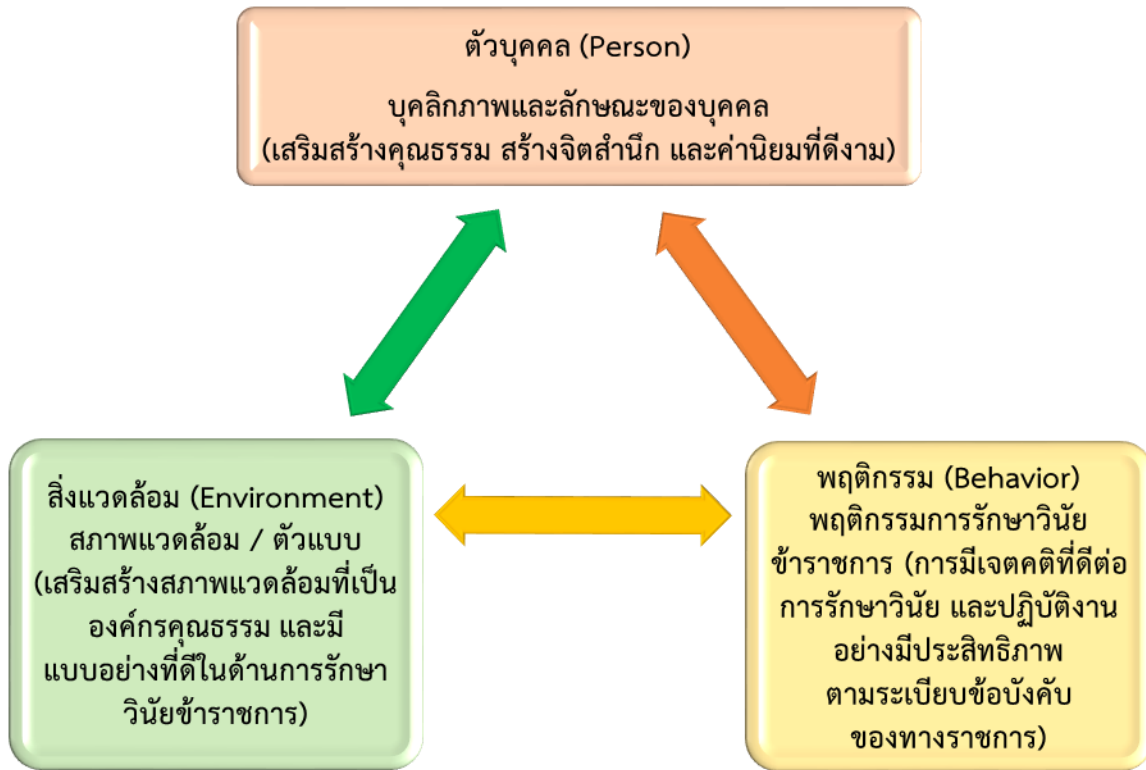 ตัวบุคคล (Person)
บุคลิกภาพและลักษณะของบุคคล
(เสริมสร้างคุณธรรม สร้างจิตสำนึก และค่านิยมที่ดีงาม)
สิ่งแวดล้อม (Environment)
สภาพแวดล้อม / ตัวแบบ
(เสริมสร้างสภาพแวดล้อมที่เป็น
องค์กรคุณธรรม และมี
แบบอย่างที่ดีในด้านการรักษา
วินัยข้าราชการ)
พฤติกรรม (Behavior)
พฤติกรรมการรักษาวินัย
ข้าราชการ (การมีเจตคติที่ดีต่อ
การรักษาวินัย และปฏิบัติงาน
อย่างมีประสิทธิภาพ
ตามระเบียบข้อบังคับ
ของทางราชการ)